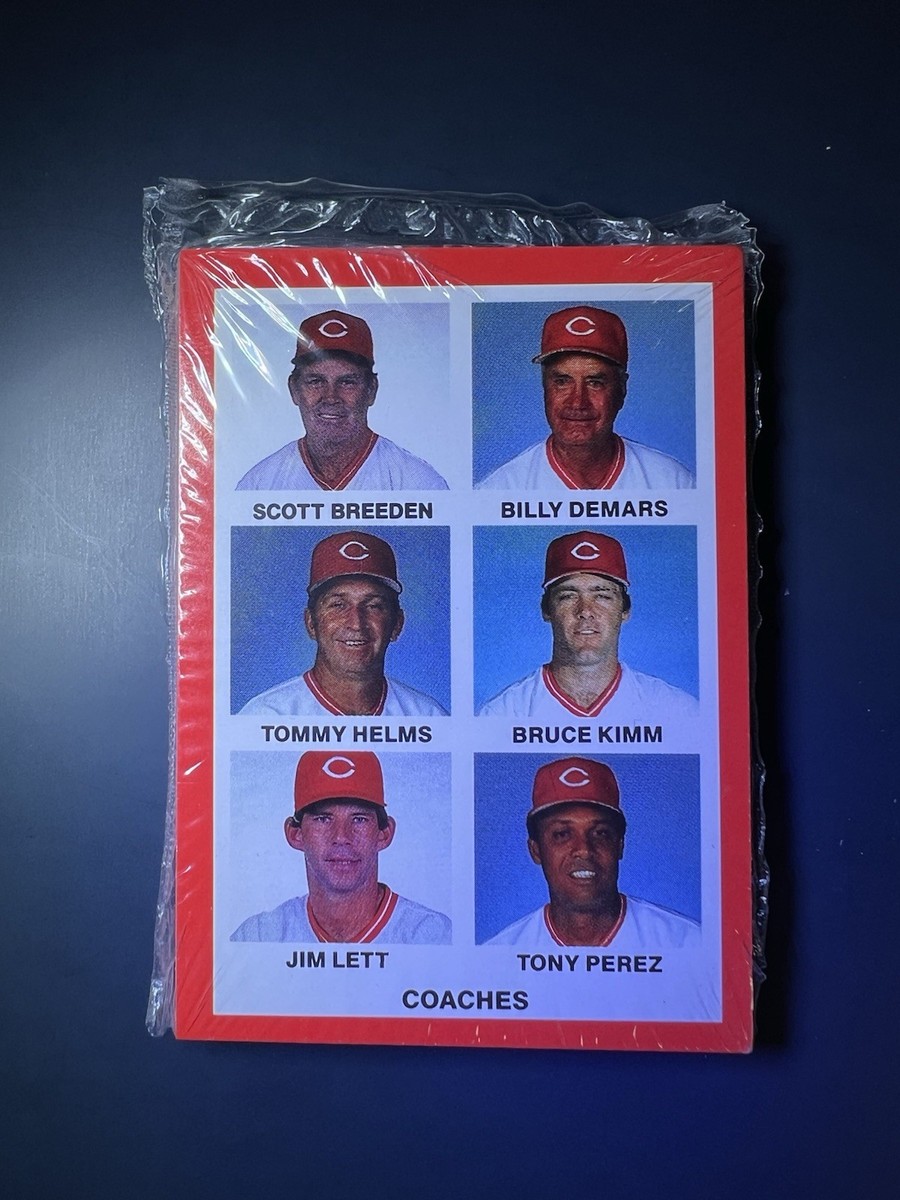 SCOTT BREEDEN
BILLY DEMARS
TOMMY HELMS
BRUCE KIMM
JIM LETT
TONY PEREZ
COACHES